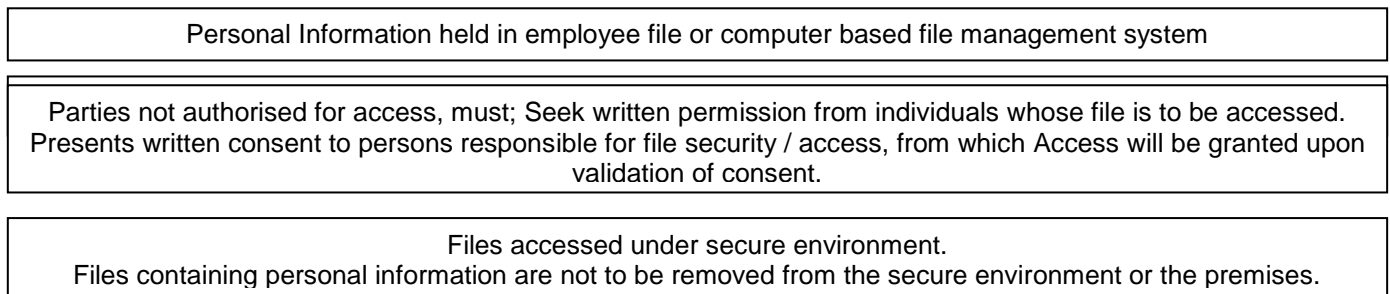 Personal Information held in employee file or computer based file management system
Parties not authorised for access, must; Seek written permission from individuals whose file is to be accessed.
Presents written consent to persons responsible for file security / access, from which Access will be granted upon
validation of consent.
Files accessed under secure environment.
Files containing personal information are not to be removed from the secure environment or the premises.